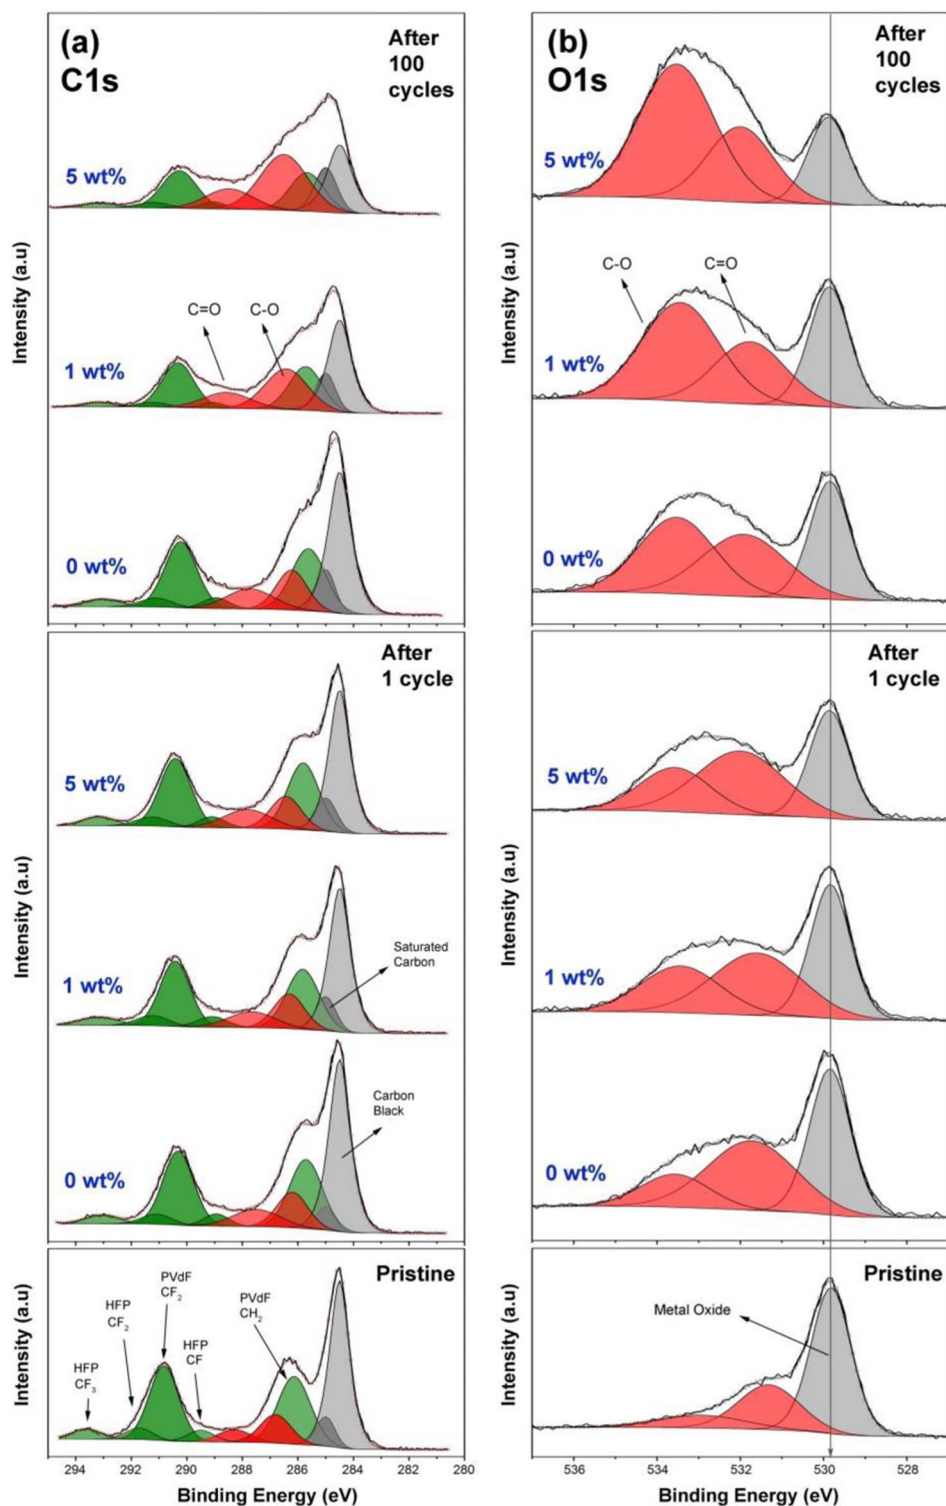 (a)
C1s
After
100
cycles
5 wt%
C=O
C-O
1 wt%
0 wt%
Intensity (a.u)
Intensity (a.u)
After
1 cycle
5 wt%
1 wt%
Saturated
Carbon
0 wt%
Carbon
Black
Intensity (a.u)
Pristine
PVdF
CF₂
HFP
CF₂
HFP
CF₃
HFP
CF
PVdF
CH₂
Intensity (a.u)
294 292 290 288 286 284 282 280
Binding Energy (eV)
(b)
O1s
After
100
cycles
5 wt%
C-O
C=O
1 wt%
0 wt%
Intensity (a.u)
Intensity (a.u)
After
1 cycle
5 wt%
1 wt%
0 wt%
Intensity (a.u)
Pristine
Metal Oxide
Intensity (a.u)
536 534 532 530 528
Binding Energy (eV)